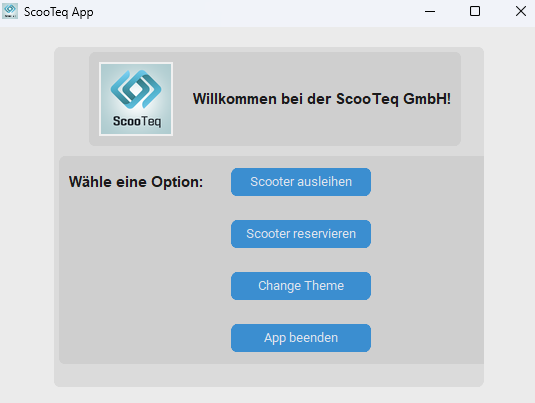 ScooTeq App
Willkommen bei der ScooTeq GmbH!
ScooTeq
Wähle eine Option:
Scooter ausleihen
Scooter reservieren
Change Theme
App beenden